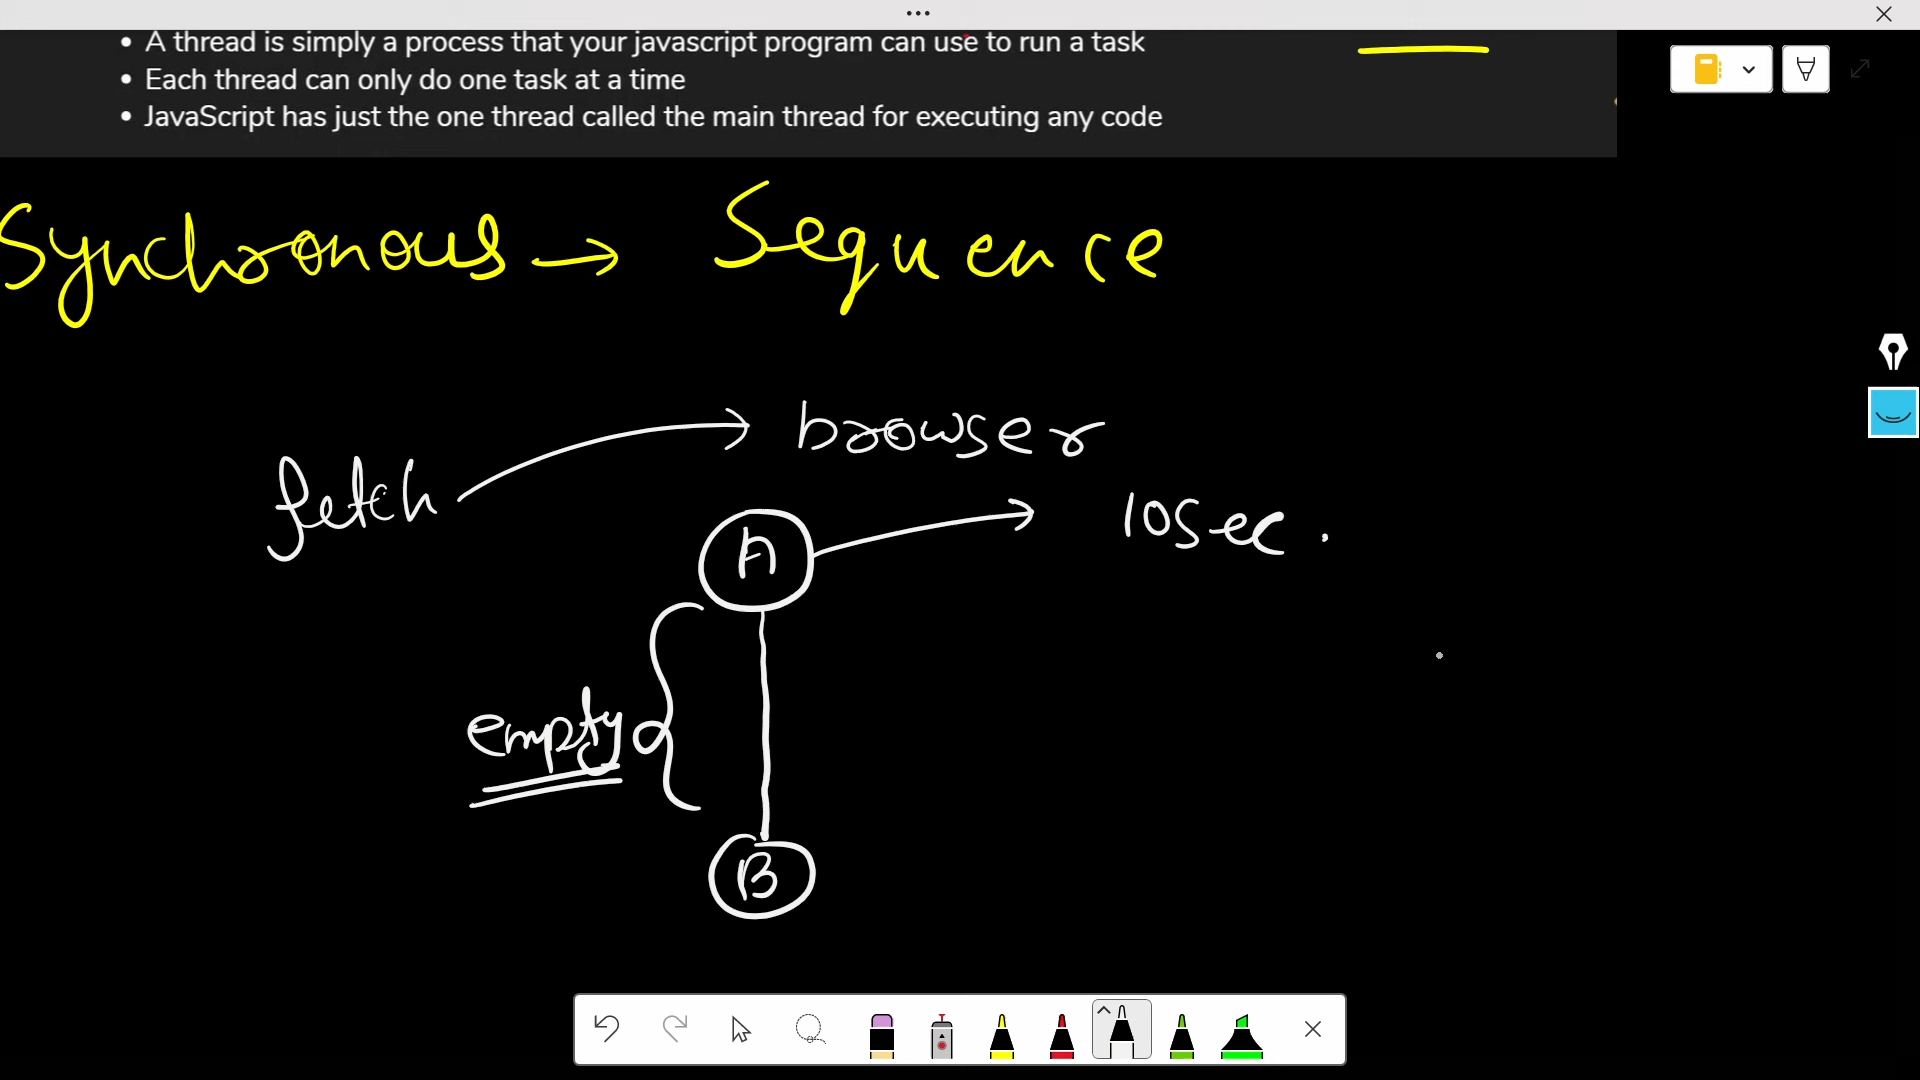 • A thread is simply a process that your javascript program can use to run a task
• Each thread can only do one task at a time
• JavaScript has just the one thread called the main thread for executing any code
Synchronous → Sequence
fetch → browser
A → 10sec.
empty
B